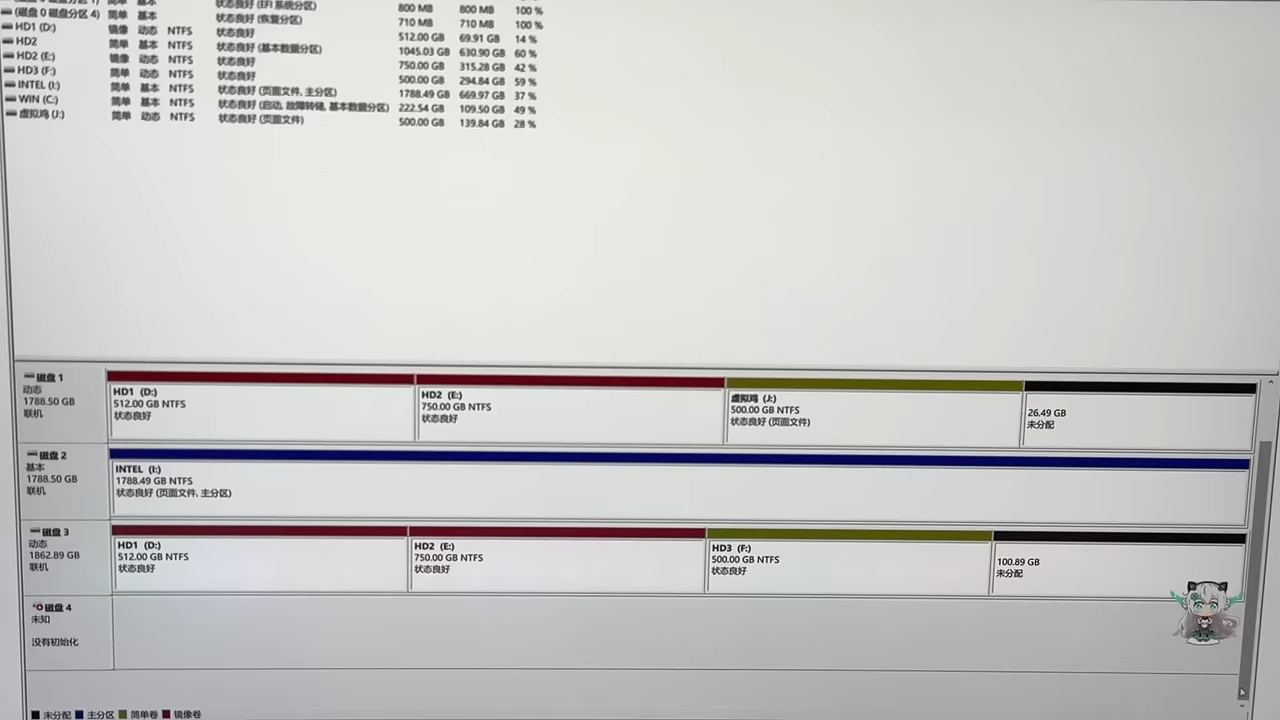 状态良好 (EFI 系统分区) 800 MB 800 MB 100 %
(磁盘 0 磁盘分区 4) 简单 基本 状态良好 (恢复分区) 710 MB 710 MB 100 %
HD1 (D:) 镜像 动态 NTFS 状态良好 512.00 GB 69.91 GB 14 %
HD2 简单 基本 NTFS 状态良好 (基本数据分区) 1045.03 GB 630.90 GB 60 %
HD2 (E:) 镜像 动态 NTFS 状态良好 750.00 GB 315.28 GB 42 %
HD3 (F:) 简单 动态 NTFS 状态良好 500.00 GB 294.84 GB 59 %
INTEL (I:) 简单 基本 NTFS 状态良好 (页面文件, 主分区) 1788.49 GB 669.97 GB 37 %
WIN (C:) 简单 基本 NTFS 状态良好 (启动, 故障转储, 基本数据分区) 222.54 GB 109.50 GB 49 %
虚拟鸡 (J:) 简单 动态 NTFS 状态良好 (页面文件) 500.00 GB 139.84 GB 28 %
磁盘 1
动态
1788.50 GB
联机
HD1 (D:)
512.00 GB NTFS
状态良好
HD2 (E:)
750.00 GB NTFS
状态良好
虚拟鸡 (J:)
500.00 GB NTFS
状态良好 (页面文件)
26.49 GB
未分配
磁盘 2
基本
1788.50 GB
联机
INTEL (I:)
1788.49 GB NTFS
状态良好 (页面文件, 主分区)
磁盘 3
动态
1862.89 GB
联机
HD1 (D:)
512.00 GB NTFS
状态良好
HD2 (E:)
750.00 GB NTFS
状态良好
HD3 (F:)
500.00 GB NTFS
状态良好
100.89 GB
未分配
磁盘 4
未知
没有初始化
未分配 主分区 简单卷 镜像卷